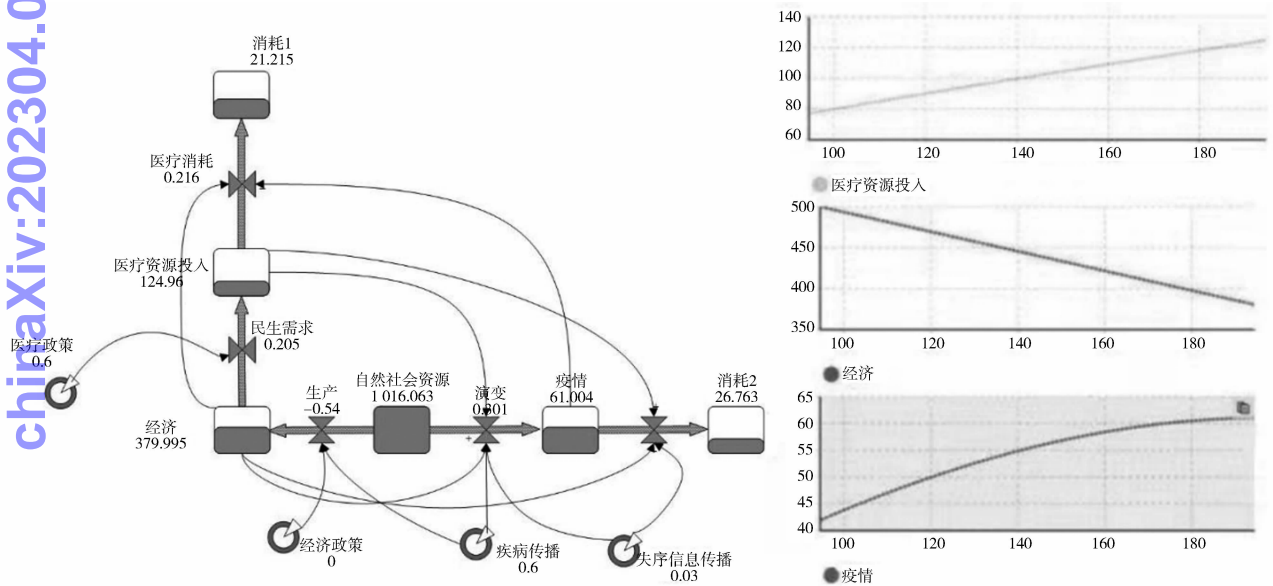 chinaXiv:202304.0
消耗1
21.215
医疗消耗
0.216
医疗资源投入
124.96
民生需求
0.205
医疗政策
0.6
经济
379.995
生产
−0.54
自然社会资源
1 016.063
演变
0.301
+
疫情
61.004
消耗2
26.763
经济政策
0
疾病传播
0.6
失序信息传播
0.03
140
120
100
80
60
100 120 140 160 180
医疗资源投入
500
450
400
350
100 120 140 160 180
经济
65
60
55
50
45
40
100 120 140 160 180
疫情